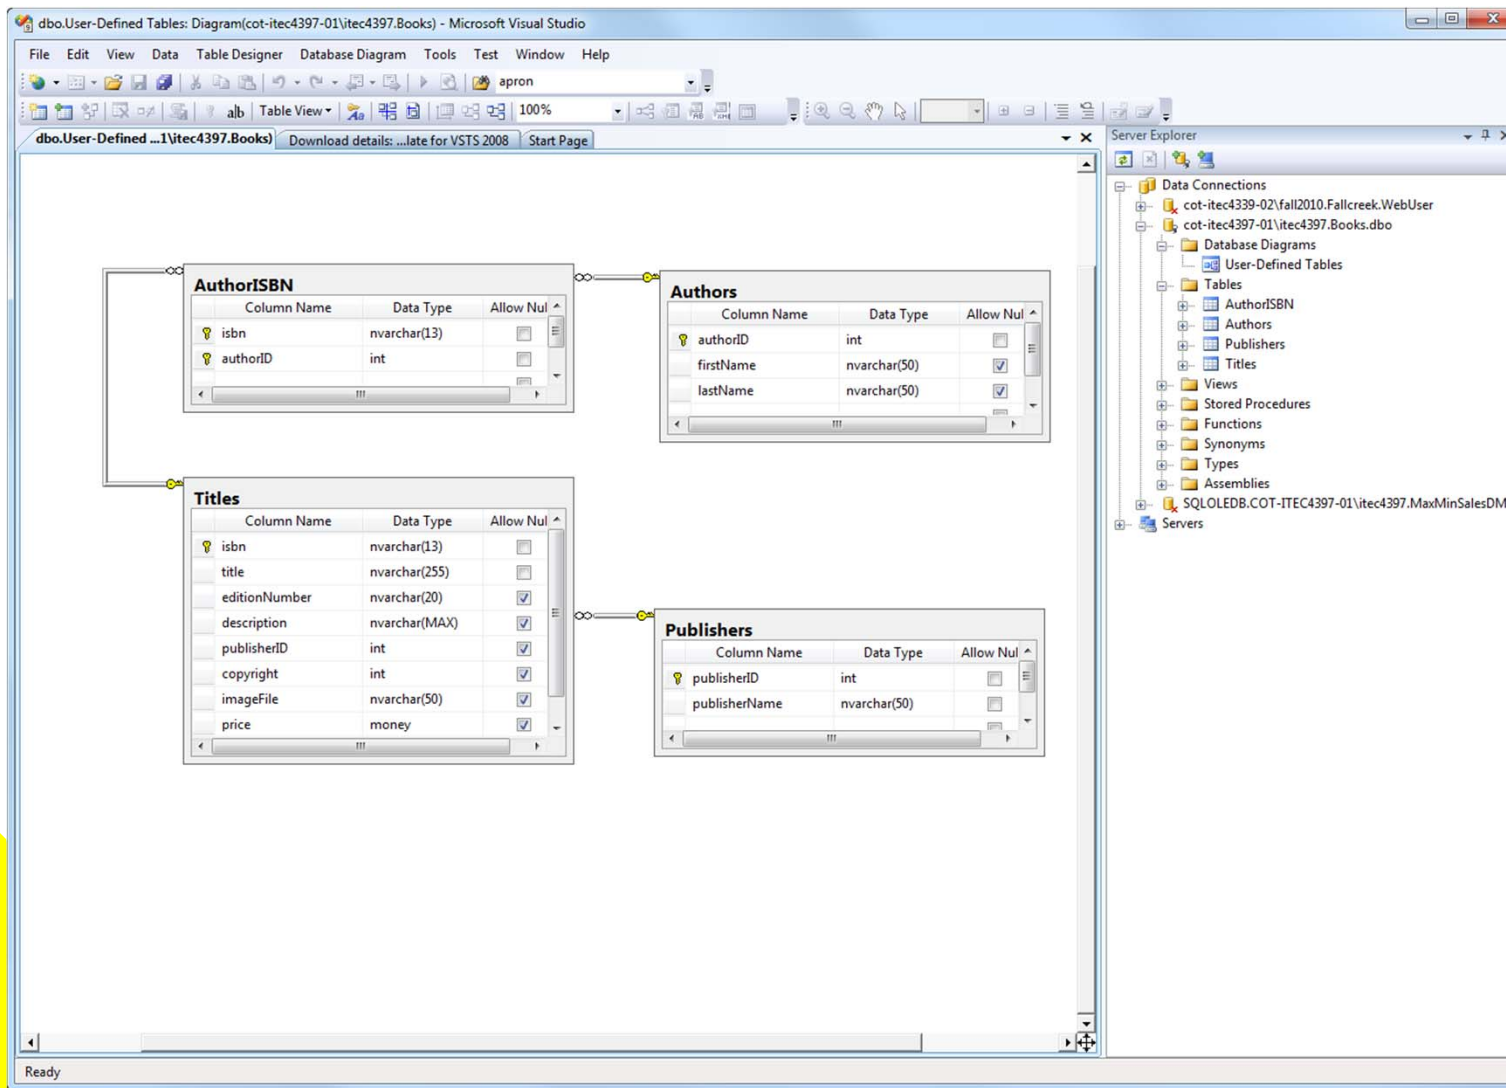 dbo.User-Defined Tables: Diagram(cot-itec4397-01\itec4397.Books) - Microsoft Visual Studio
File Edit View Data Table Designer Database Diagram Tools Test Window Help
apron
Table View 100%
dbo.User-Defined ...1\itec4397.Books) Download details: ...late for VSTS 2008 Start Page
AuthorISBN
Column Name Data Type Allow Nul
isbn nvarchar(13)
authorID int
Authors
Column Name Data Type Allow Nul
authorID int
firstName nvarchar(50)
lastName nvarchar(50)
Titles
Column Name Data Type Allow Nul
isbn nvarchar(13)
title nvarchar(255)
editionNumber nvarchar(20)
description nvarchar(MAX)
publisherID int
copyright int
imageFile nvarchar(50)
price money
Publishers
Column Name Data Type Allow Nul
publisherID int
publisherName nvarchar(50)
Server Explorer
Data Connections
cot-itec4339-02\fall2010.Fallcreek.WebUser
cot-itec4397-01\itec4397.Books.dbo
Database Diagrams
User-Defined Tables
Tables
AuthorISBN
Authors
Publishers
Titles
Views
Stored Procedures
Functions
Synonyms
Types
Assemblies
SQLOLEDB.COT-ITEC4397-01\itec4397.MaxMinSalesDM
Servers
Ready